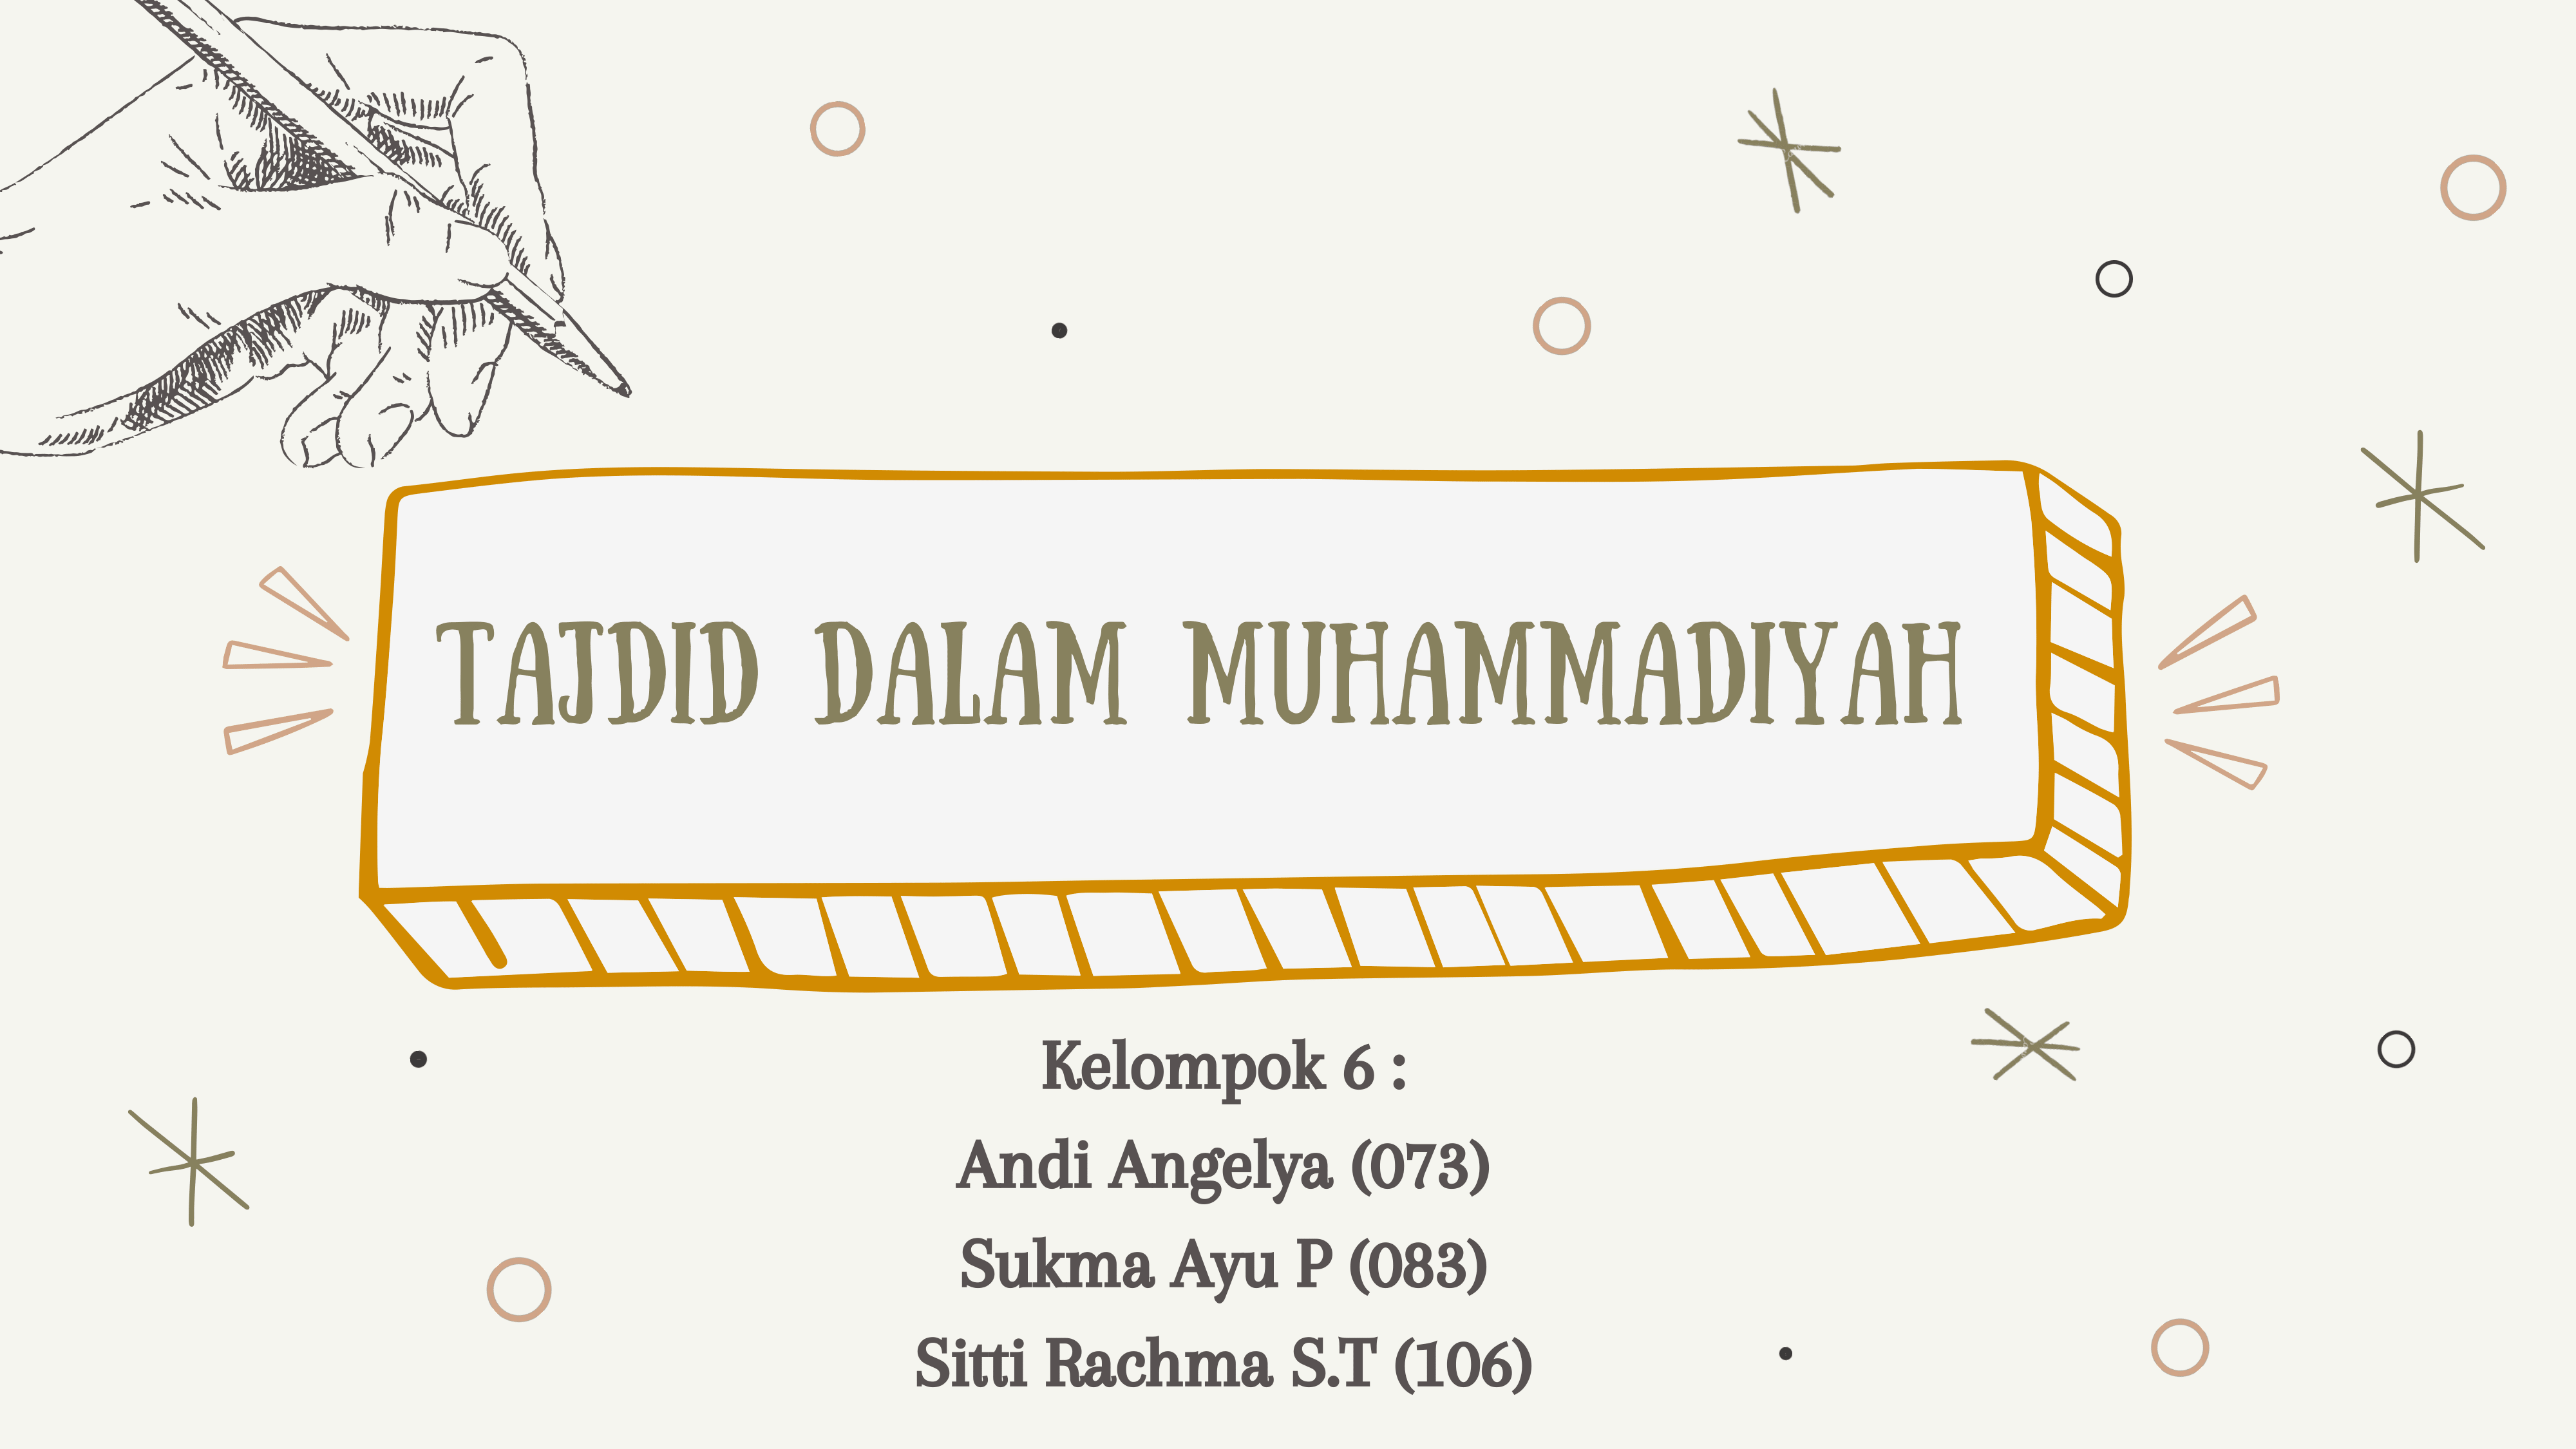 TAJDID DALAM MUHAMMADIYAH
Kelompok 6 :
Andi Angelya (073)
Sukma Ayu P (083)
Sitti Rachma S.T (106)